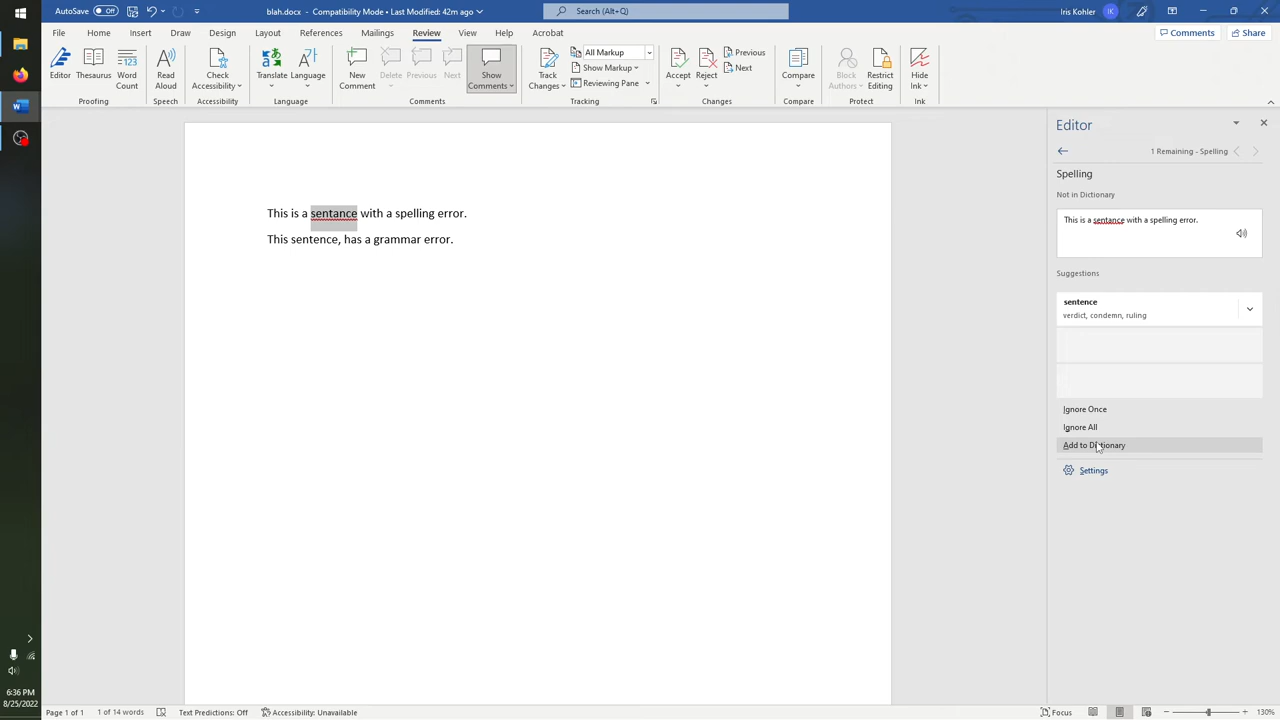 AutoSave Off blah.docx - Compatibility Mode • Last Modified: 42m ago Search (Alt+Q) Iris Kohler IK
File Home Insert Draw Design Layout References Mailings Review View Help Acrobat Comments Share
Editor
Thesaurus
Word Count
Proofing
Read Aloud
Speech
Check Accessibility
Accessibility
Translate
Language
Language
New Comment
Delete
Previous
Next
Show Comments
Comments
Track Changes
All Markup
Show Markup
Reviewing Pane
Tracking
Accept
Reject
Previous
Next
Changes
Compare
Compare
Block Authors
Restrict Editing
Protect
Hide Ink
Ink
This is a sentance with a spelling error.
This sentence, has a grammar error.
Editor
1 Remaining - Spelling
Spelling
Not in Dictionary
This is a sentance with a spelling error.
Suggestions
sentence
verdict, condemn, ruling
Ignore Once
Ignore All
Add to Dictionary
Settings
6:36 PM
8/25/2022
Page 1 of 1 1 of 14 words Text Predictions: Off Accessibility: Unavailable Focus 130%